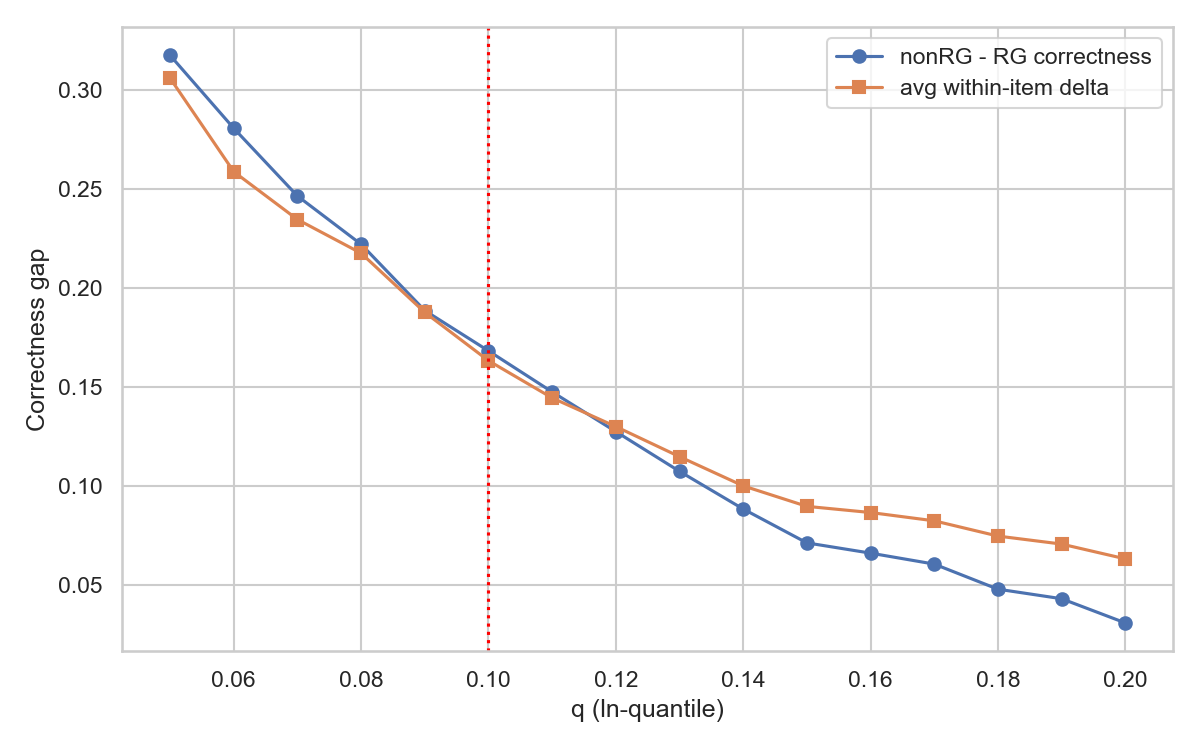 nonRG - RG correctness
avg within-item delta
Correctness gap
0.30
0.25
0.20
0.15
0.10
0.05
0.06 0.08 0.10 0.12 0.14 0.16 0.18 0.20
q (ln-quantile)